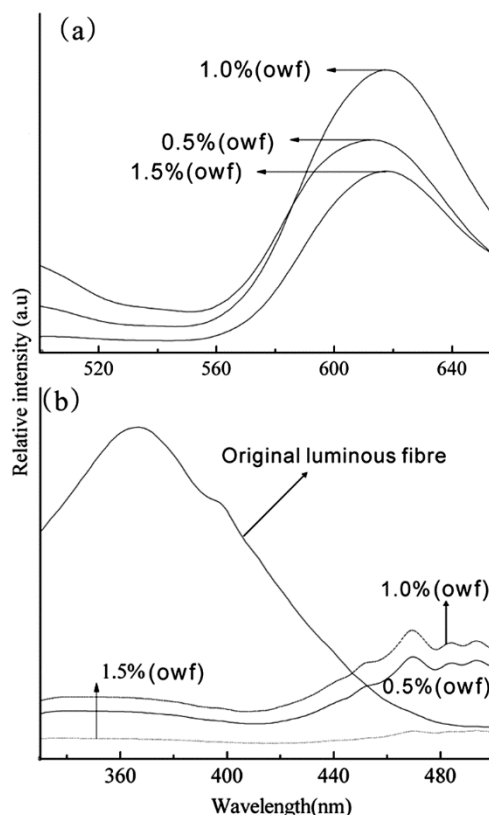 (a)
1.0%(owf)
0.5%(owf)
1.5%(owf)
520 560 600 640
Relative intensity (a.u)
(b)
Original luminous fibre
1.0%(owf)
1.5%(owf)
0.5%(owf)
360 400 440 480
Wavelength(nm)